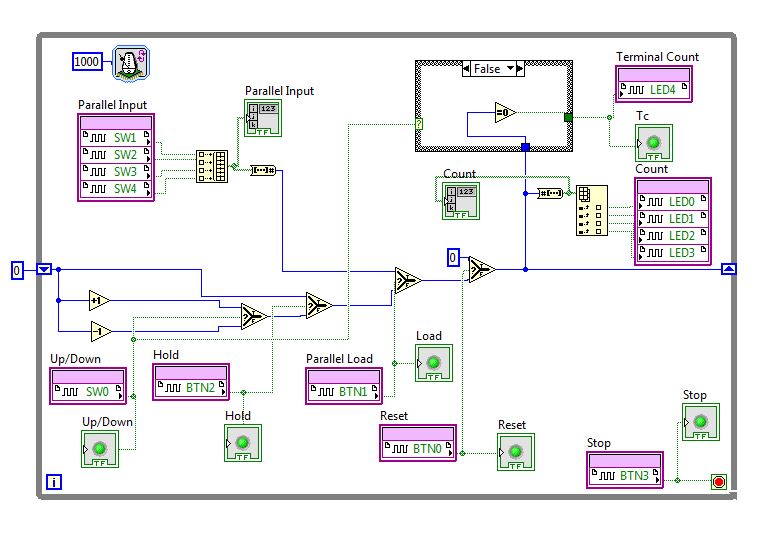 1000
Parallel Input
SW1
SW2
SW3
SW4
Parallel Input
123
TF
False
=0
?
Terminal Count
LED4
Tc
TF
Count
123
TF
Count
LED0
LED1
LED2
LED3
0
0
+1
-1
?
T
F
?
T
F
?
T
F
?
T
F
Up/Down
SW0
Hold
BTN2
Parallel Load
BTN1
Load
TF
Up/Down
TF
Hold
TF
Reset
BTN0
Reset
TF
Stop
BTN3
Stop
TF
i